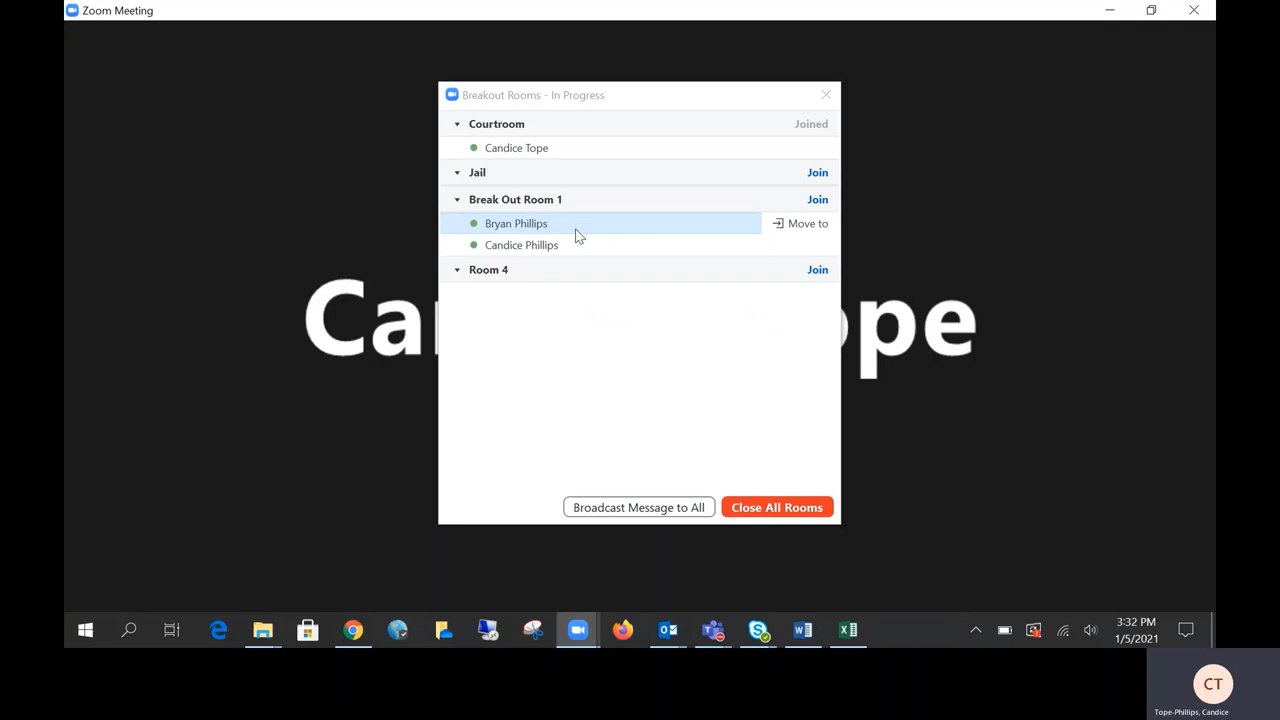 Zoom Meeting
Breakout Rooms - In Progress
Courtroom Joined
Candice Tope
Jail Join
Break Out Room 1 Join
Bryan Phillips Move to
Candice Phillips
Room 4 Join
Ca ope
Broadcast Message to All Close All Rooms
3:32 PM
1/5/2021
CT
Tope-Phillips, Candice